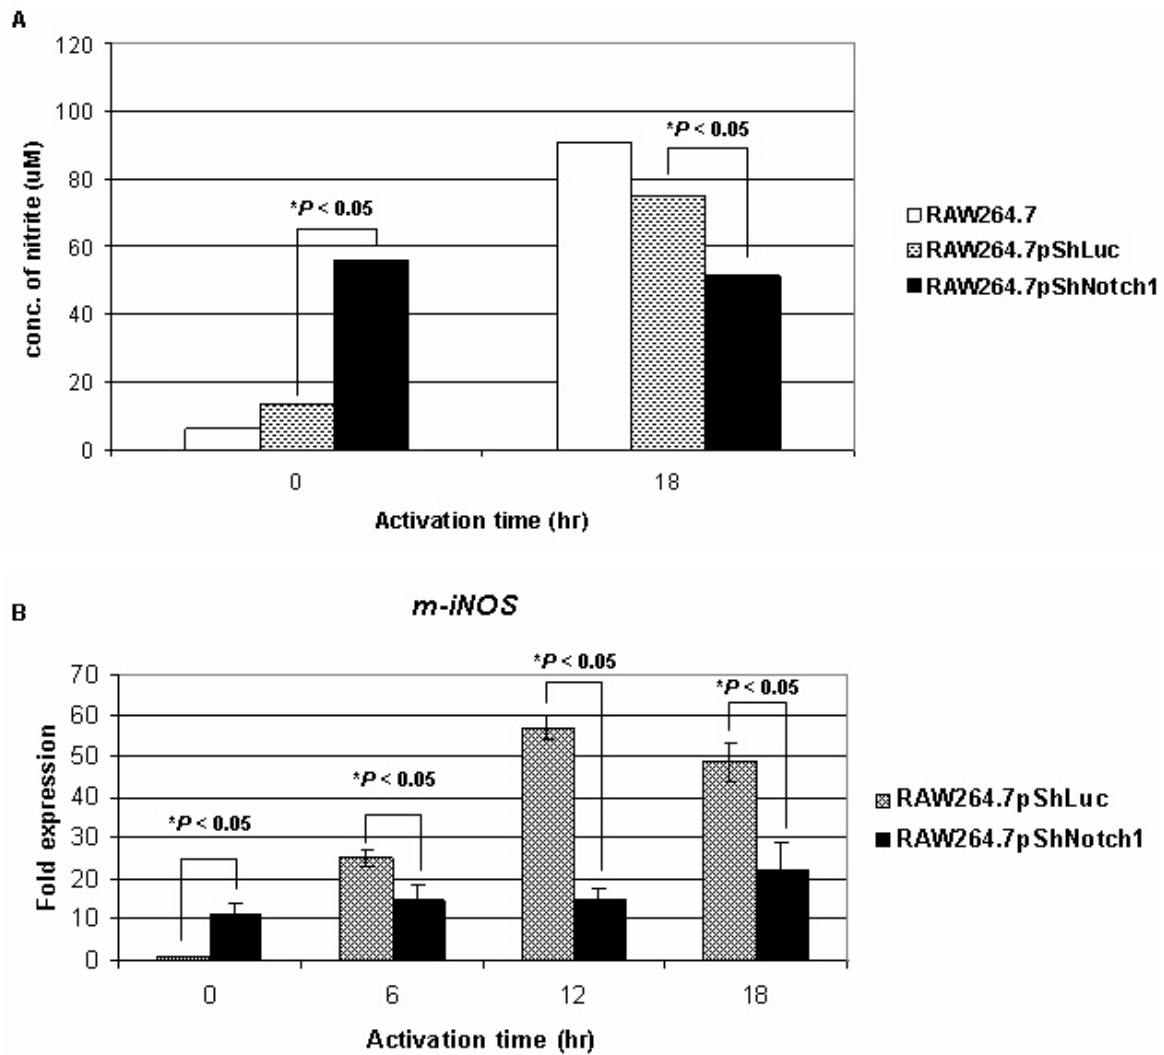 A
120
100
80
60
40
20
0
conc. of nitrite (uM)
*P < 0.05
*P < 0.05
0
18
Activation time (hr)
RAW264.7
RAW264.7pShLuc
RAW264.7pShNotch1
B
m-iNOS
70
60
50
40
30
20
10
0
Fold expression
*P < 0.05
*P < 0.05
*P < 0.05
*P < 0.05
0
6
12
18
Activation time (hr)
RAW264.7pShLuc
RAW264.7pShNotch1